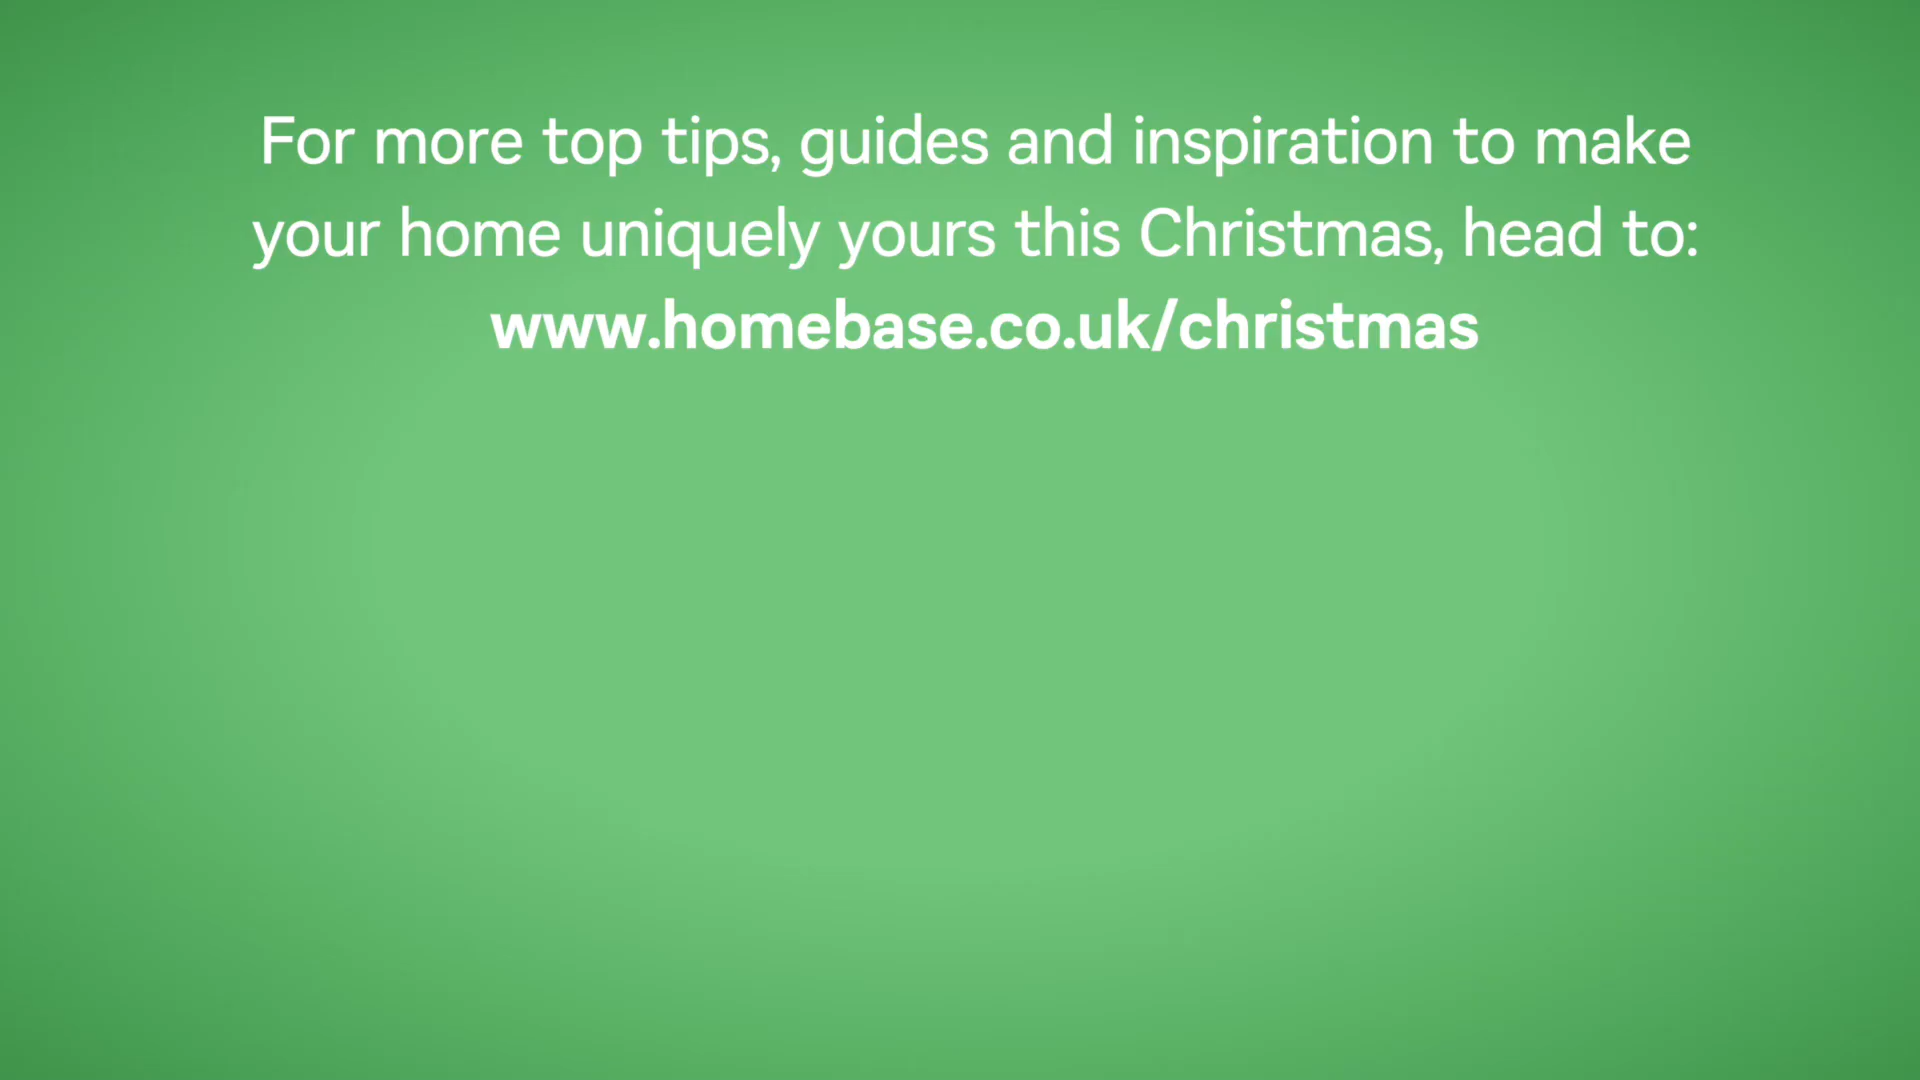 For more top tips, guides and inspiration to make
your home uniquely yours this Christmas, head to:
www.homebase.co.uk/christmas